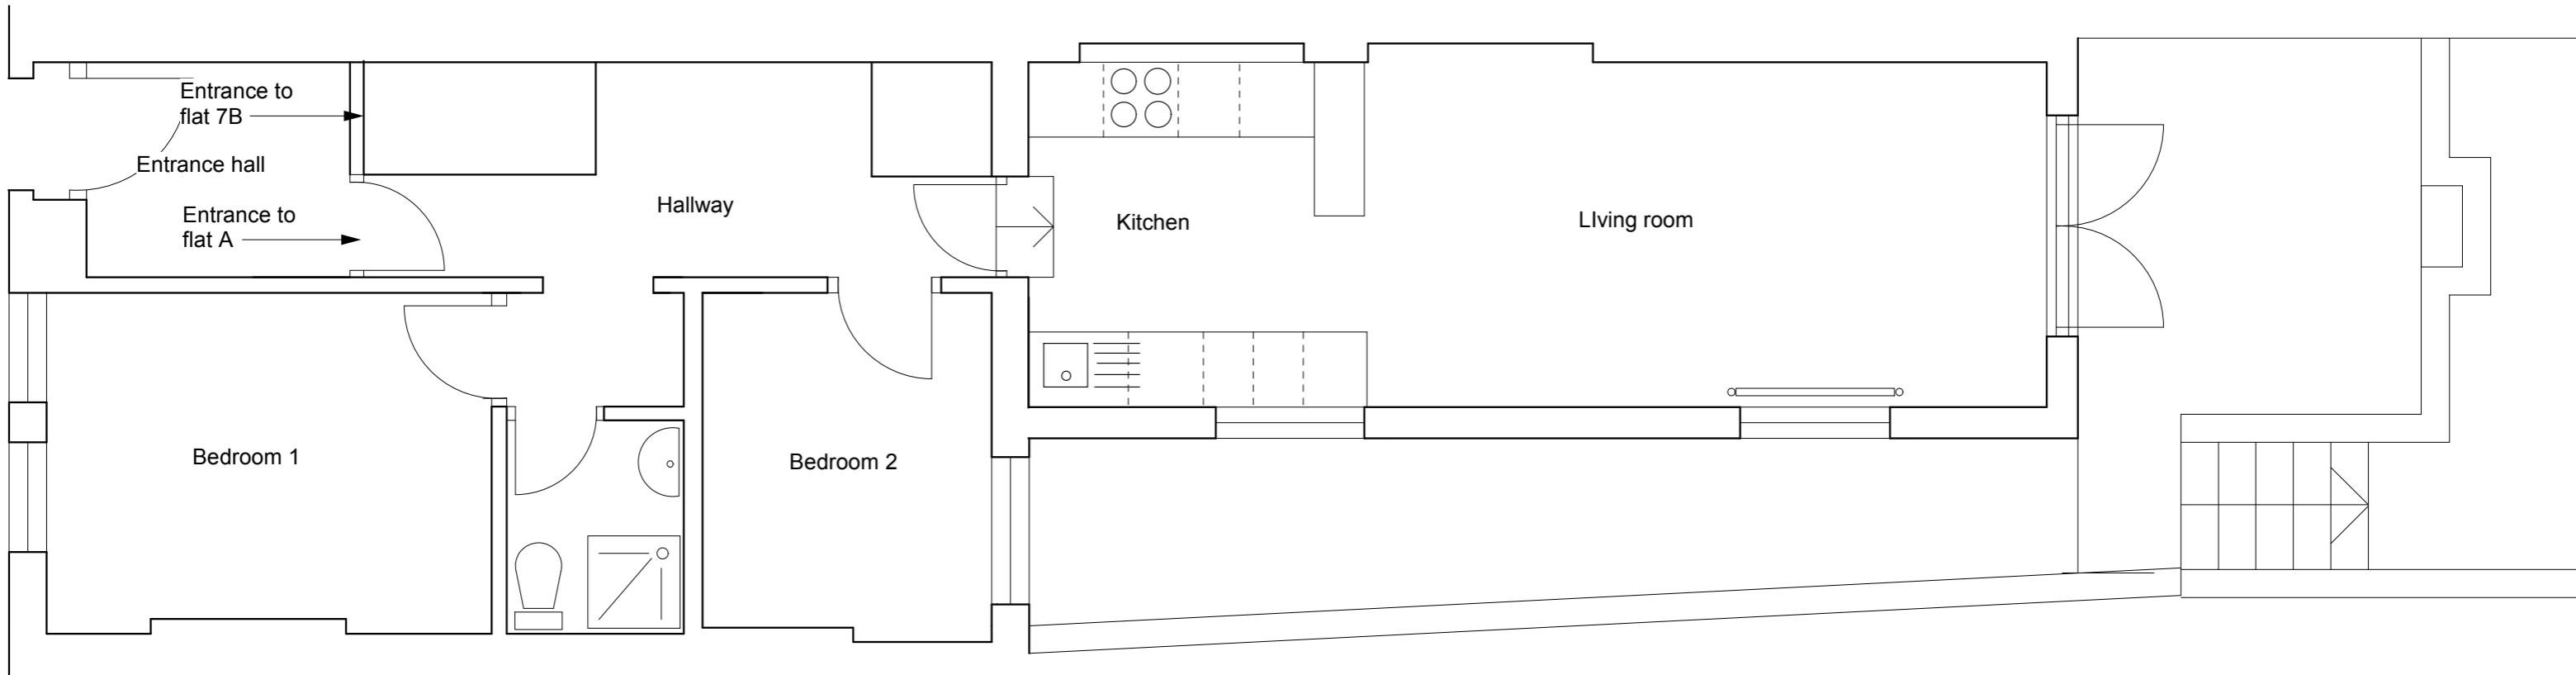 Entrance to
flat 7B
Entrance hall
Entrance to
flat A
Hallway
Kitchen
LIving room
Bedroom 1
Bedroom 2